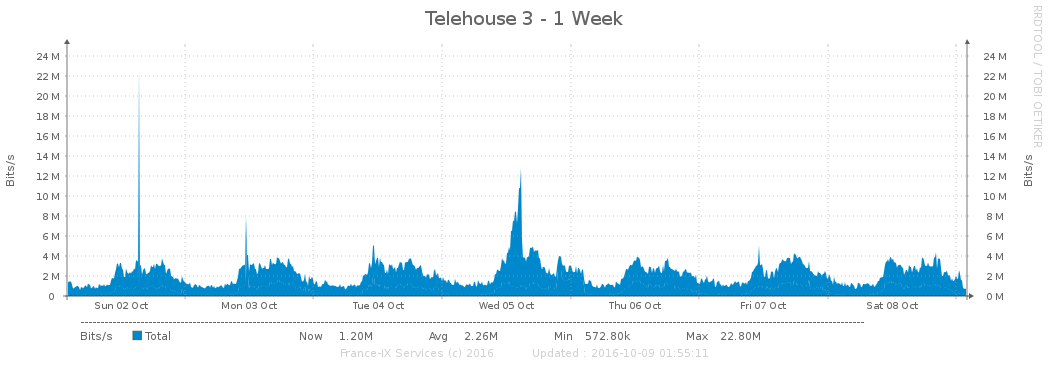 Telehouse 3 - 1 Week
RRDTOOL / TOBI OETIKER
Bits/s
Bits/s
24 M 24 M
22 M 22 M
20 M 20 M
18 M 18 M
16 M 16 M
14 M 14 M
12 M 12 M
10 M 10 M
8 M 8 M
6 M 6 M
4 M 4 M
2 M 2 M
0 0 M
Sun 02 Oct Mon 03 Oct Tue 04 Oct Wed 05 Oct Thu 06 Oct Fri 07 Oct Sat 08 Oct
Bits/s Total Now 1.20M Avg 2.26M Min 572.80k Max 22.80M
France-IX Services (c) 2016 Updated : 2016-10-09 01:55:11